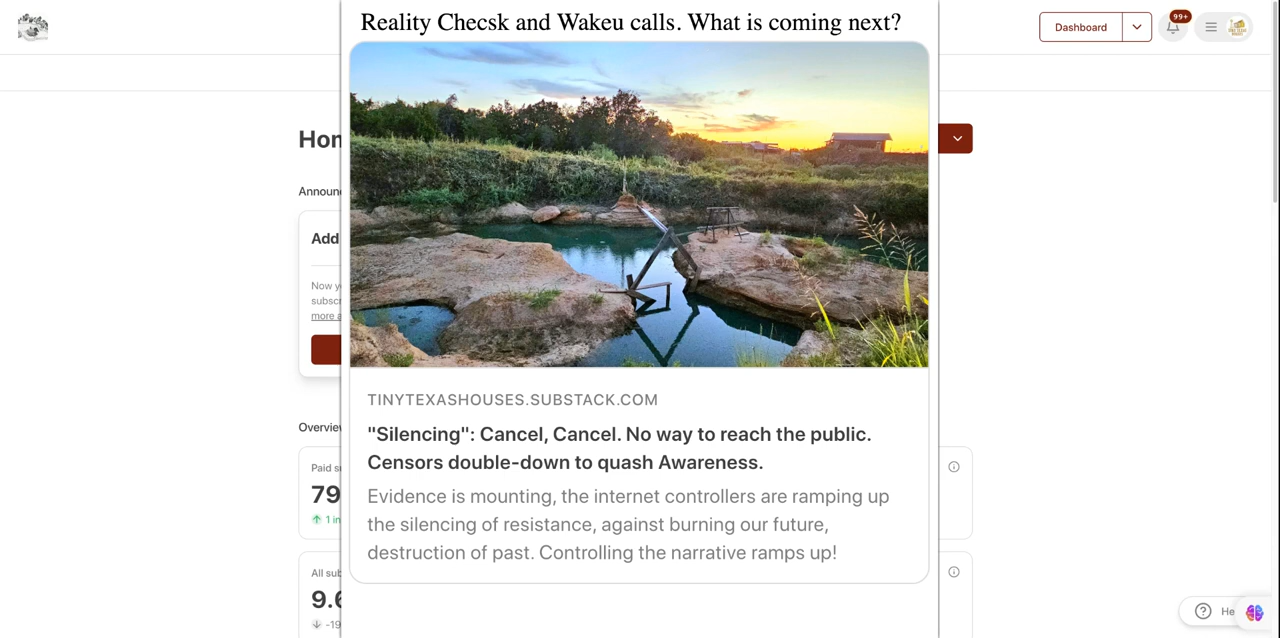 Reality Checsk and Wakeu calls. What is coming next?
Dashboard
99+
Hon
Announ
Add
Now y
subscr
more a
TINYTEXASHOUSES.SUBSTACK.COM
"Silencing": Cancel, Cancel. No way to reach the public.
Censors double-down to quash Awareness.
Evidence is mounting, the internet controllers are ramping up
the silencing of resistance, against burning our future,
destruction of past. Controlling the narrative ramps up!
Overview
Paid su
79
1 in
All sub
9.6
-19
He